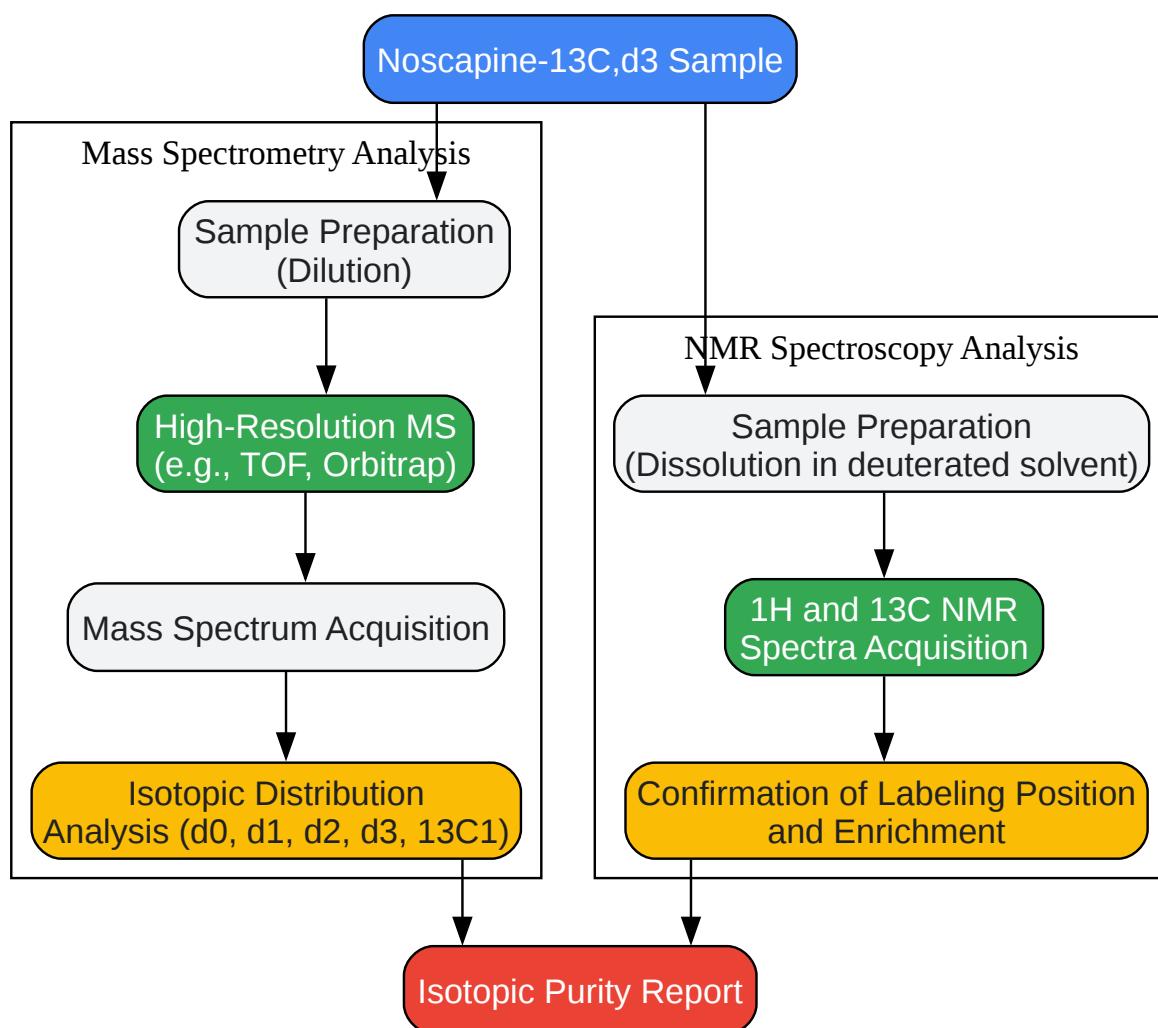 Noscapine-13C,d3 Sample
Mass Spectrometry Analysis
Sample Preparation
(Dilution)
High-Resolution MS
(e.g., TOF, Orbitrap)
Mass Spectrum Acquisition
Isotopic Distribution
Analysis (d0, d1, d2, d3, 13C1)
NMR Spectroscopy Analysis
Sample Preparation
(Dissolution in deuterated solvent)
1H and 13C NMR
Spectra Acquisition
Confirmation of Labeling Position
and Enrichment
Isotopic Purity Report